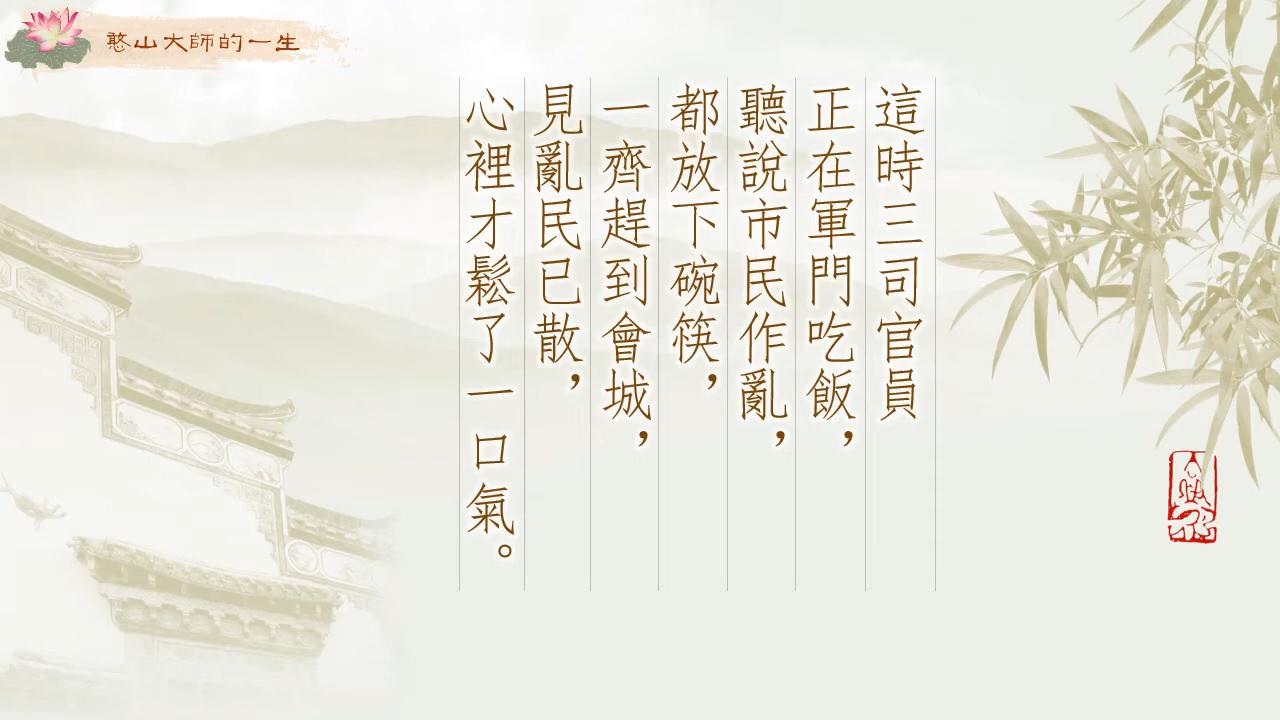 憨山大師的一生
這時三司官員
正在軍門吃飯，
聽說市民作亂，
都放下碗筷，
一齊趕到會城，
見亂民已散，
心裡才鬆了一口氣。